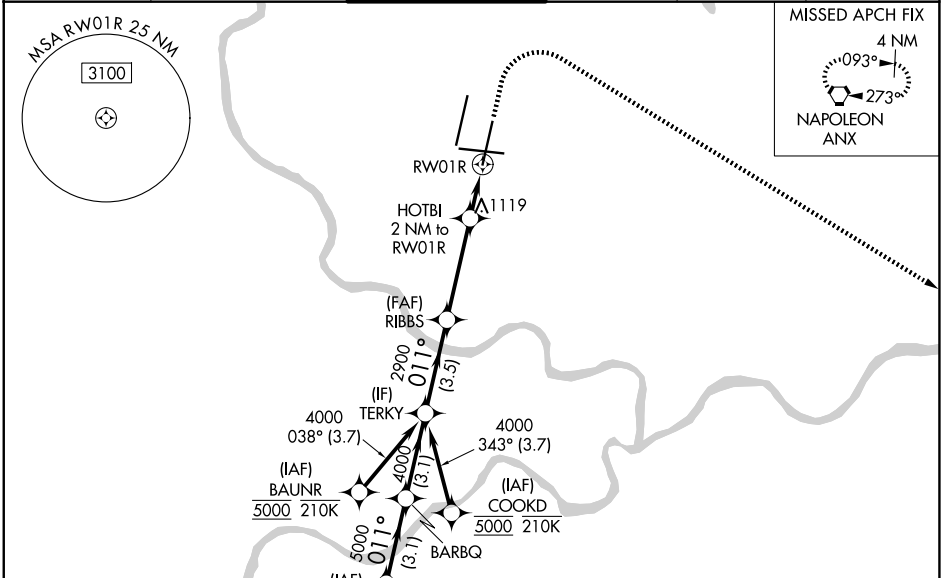 MSA RW01R 25 NM
3100
MISSED APCH FIX
4 NM
093°
273°
NAPOLEON
ANX
RW01R
HOTBI
2 NM to
RW01R
1119
(FAF)
RIBBS
2900
011°
(3.5)
(IF)
TERKY
4000
038° (3.7)
4000
343° (3.7)
4000
(3.1)
(IAF)
BAUNR
5000 210K
(IAF)
COOKD
5000 210K
BARBQ
5000
011°
(3.1)
(IAF)